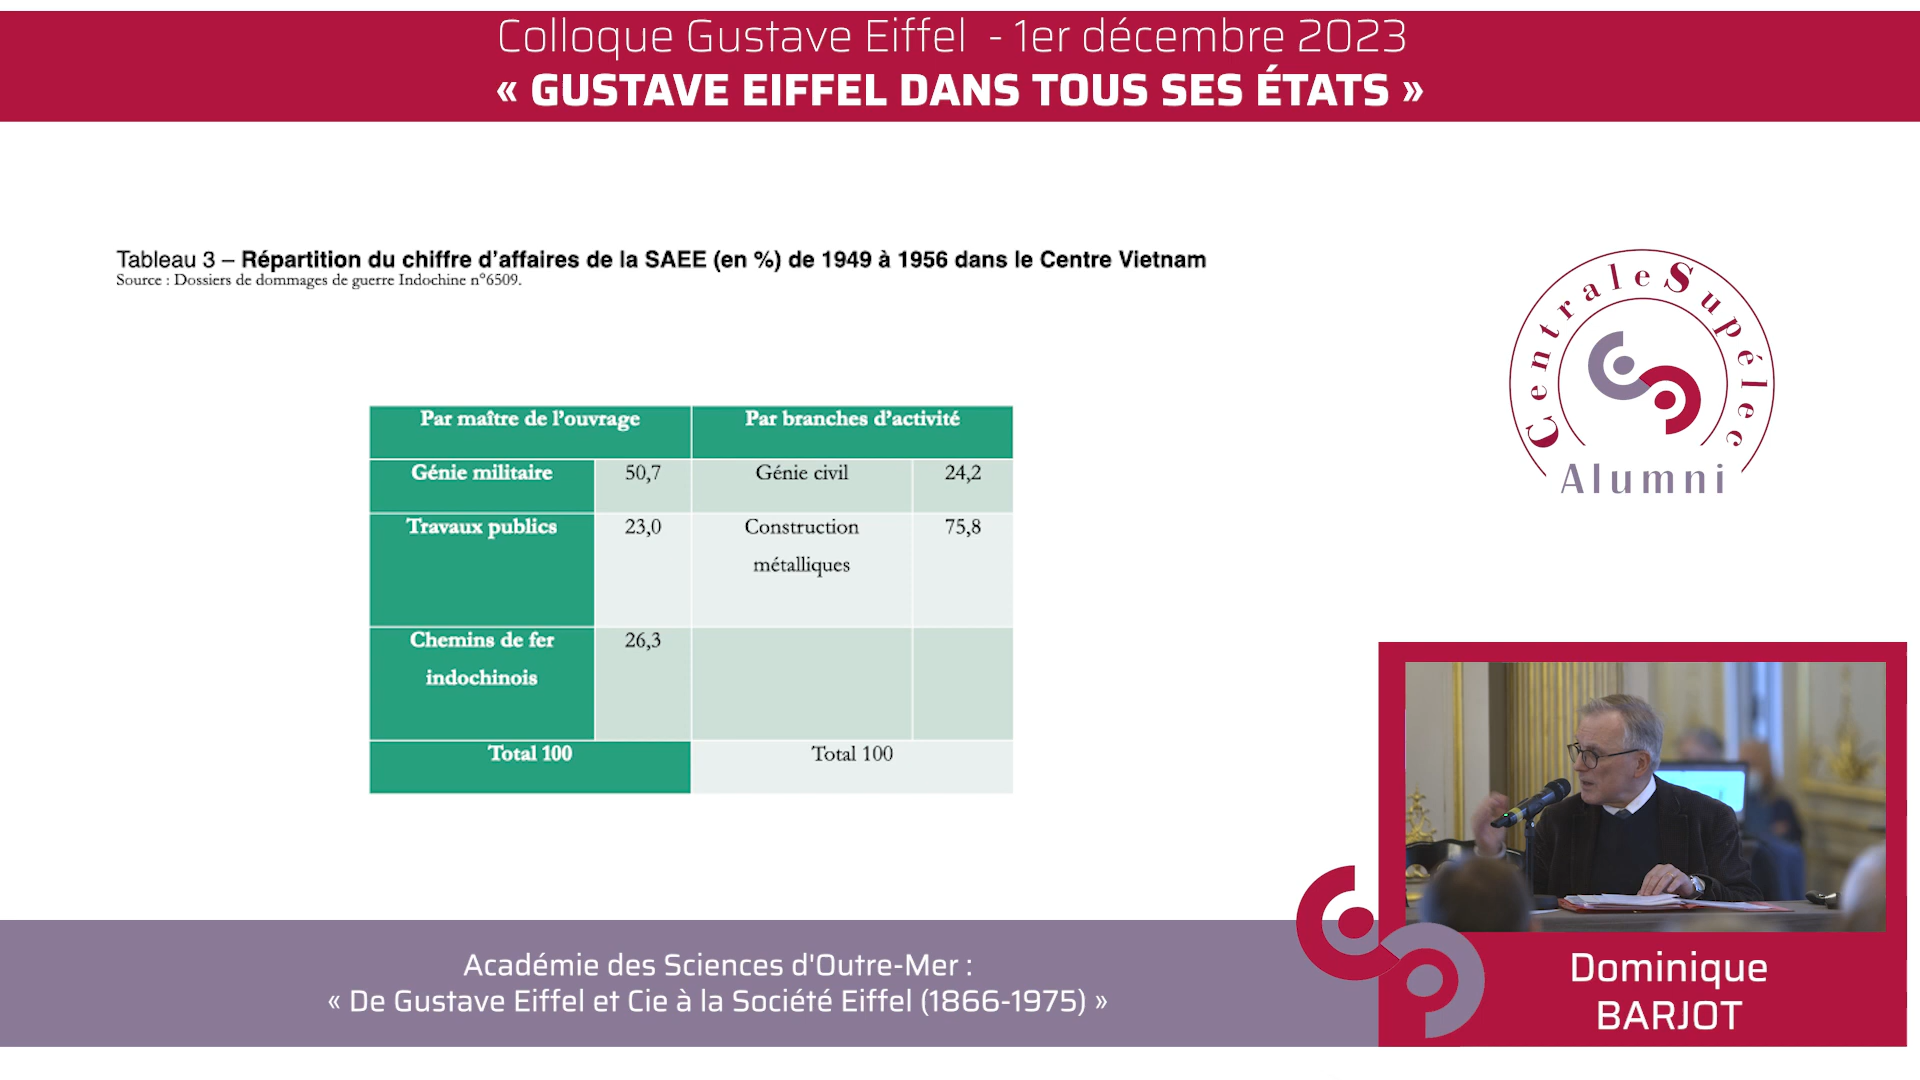 Colloque Gustave Eiffel - 1er décembre 2023
« GUSTAVE EIFFEL DANS TOUS SES ÉTATS »
Tableau 3 – Répartition du chiffre d’affaires de la SAEE (en %) de 1949 à 1956 dans le Centre Vietnam
Source : Dossiers de dommages de guerre Indochine n°6509.
CentraleSupélec
Alumni
Par maître de l’ouvrage Par branches d’activité
Génie militaire 50,7 Génie civil 24,2
Travaux publics 23,0 Construction 75,8
métalliques
Chemins de fer 26,3
indochinois
Total 100 Total 100
Académie des Sciences d'Outre-Mer :
« De Gustave Eiffel et Cie à la Société Eiffel (1866-1975) »
Dominique
BARJOT